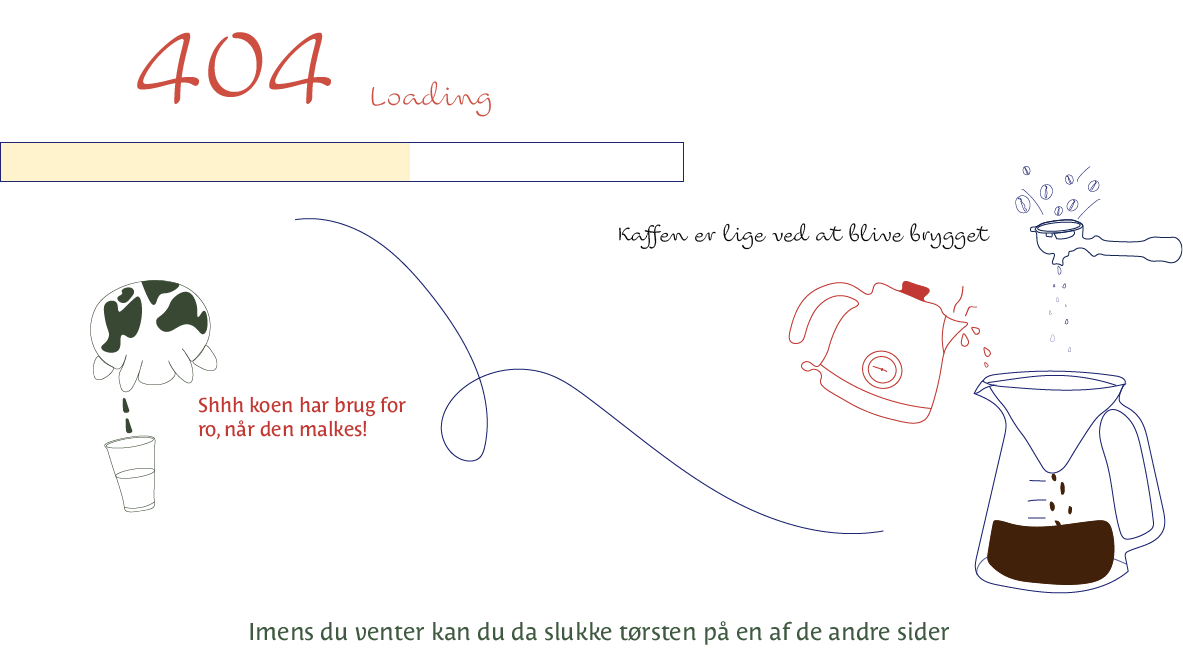 404
Loading
Kaffen er lige ved at blive brygget
Shhh koen har brug for
ro, når den malkes!
Imens du venter kan du da slukke tørsten på en af de andre sider